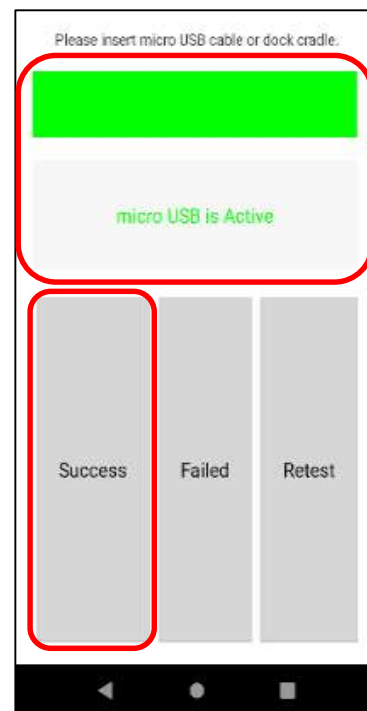 Please insert micro USB cable or dock cradle.
micro USB is Active
Success Failed Retest